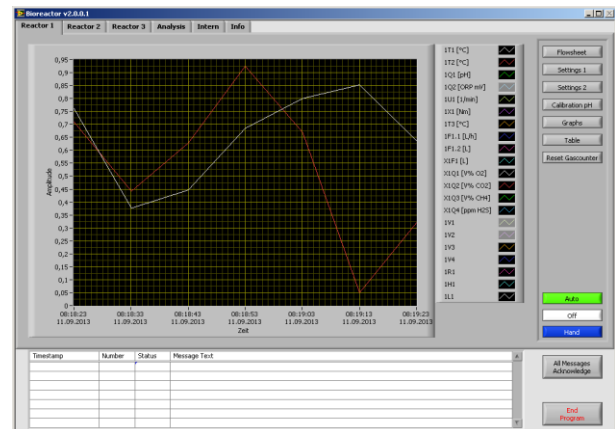 Bioreactor v2.0.0.1
Reactor 1 Reactor 2 Reactor 3 Analysis Intern Info
0,95
0,9
0,85
0,8
0,75
0,7
0,65
0,6
0,55
0,5
0,45
0,4
0,35
0,3
0,25
0,2
0,15
0,1
0,05
0
Amplitude
08:18:23 08:18:33 08:18:43 08:18:53 08:19:03 08:19:13 08:19:23
11.09.2013 11.09.2013 11.09.2013 11.09.2013 11.09.2013 11.09.2013 11.09.2013
Zeit
1T1 [°C]
1T2 [°C]
1Q1 [pH]
1Q2 [ORP mV]
1U1 [1/min]
1X1 [Nm]
1T3 [°C]
1F1.1 [L/h]
1F1.2 [L]
X1F1 [L]
X1Q1 [V% O2]
X1Q2 [V% CO2]
X1Q3 [V% CH4]
X1Q4 [ppm H2S]
1V1
1V2
1V3
1V4
1R1
1H1
1L1
Flowsheet
Settings 1
Settings 2
Calibration pH
Graphs
Table
Reset Gascounter
Auto
Off
Hand
Timestamp Number Status Message Text
All Messages
Acknowledge
End
Program